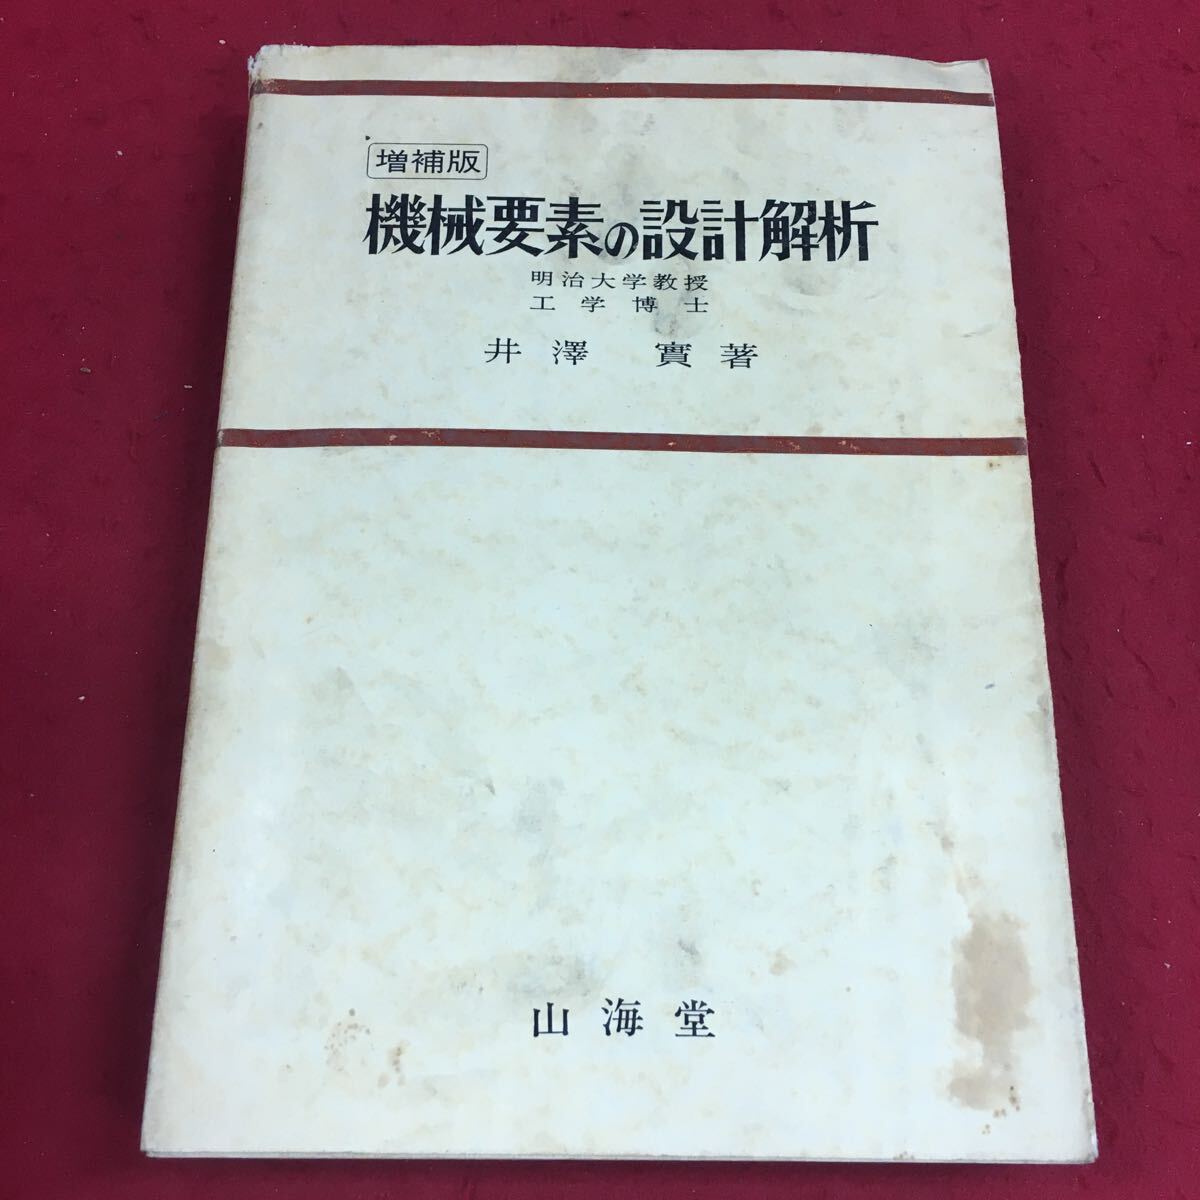 増補版
機械要素の設計解析
明治大学教授
工学博士
井澤實著
山海堂